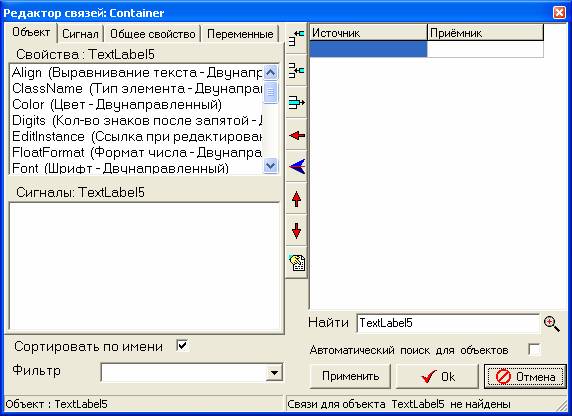 Редактор связей: Container
Объект Сигнал Общее свойство Переменные
Свойства : TextLabel5
Align (Выравнивание текста - Двунапр
ClassName (Тип элемента - Двунаправ
Color (Цвет - Двунаправленный)
Digits (Кол-во знаков после запятой - Д
EditInstance (Ссылка при редактирован
FloatFormat (Формат числа - Двунапра
Font (Шрифт - Двунаправленный)
Сигналы: TextLabel5
Сортировать по имени
Фильтр
Объект : TextLabel5
Источник Приёмник
Найти TextLabel5
Автоматический поиск для объектов
Применить Ok Отмена
Связи для объекта TextLabel5 не найдены